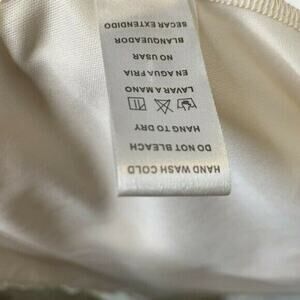 HAND WASH COLD
DO NOT BLEACH
HANG TO DRY
LAVAR A MANO
EN AGUA FRIA
NO USAR
BLANQUEADOR
SECAR EXTENDIDO